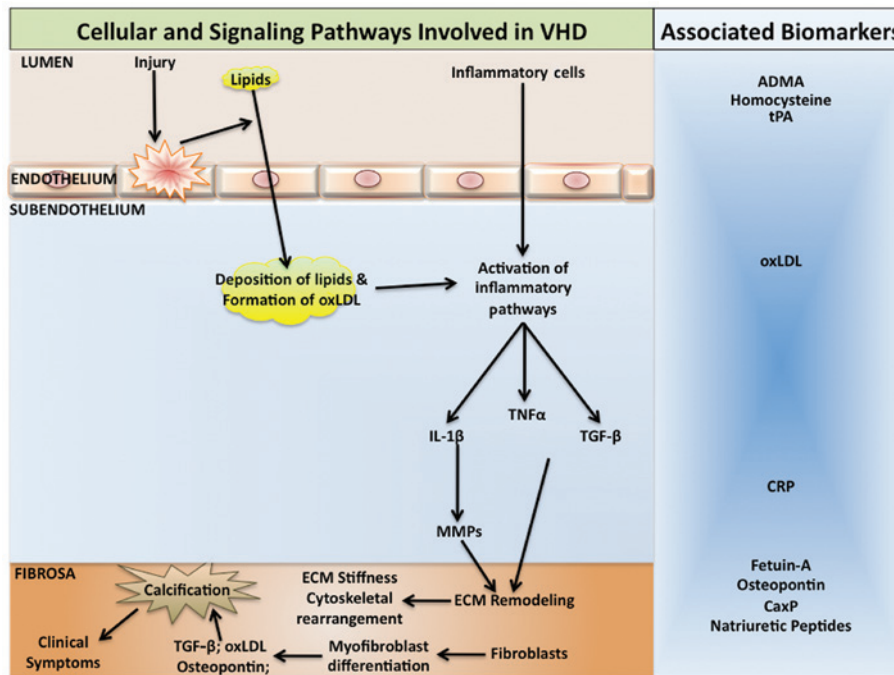 Cellular and Signaling Pathways Involved in VHD
Associated Biomarkers
LUMEN
Injury
Lipids
Inflammatory cells
ENDOTHELIUM
SUBENDOTHELIUM
Deposition of lipids &
Formation of oxLDL
Activation of
inflammatory
pathways
IL-1β
TNFα
TGF-β
MMPs
FIBROSA
Calcification
ECM Stiffness
Cytoskeletal
rearrangement
ECM Remodeling
Clinical
Symptoms
TGF-β; oxLDL
Osteopontin;
Myofibroblast
differentiation
Fibroblasts
ADMA
Homocysteine
tPA
oxLDL
CRP
Fetuin-A
Osteopontin
CaxP
Natriuretic Peptides